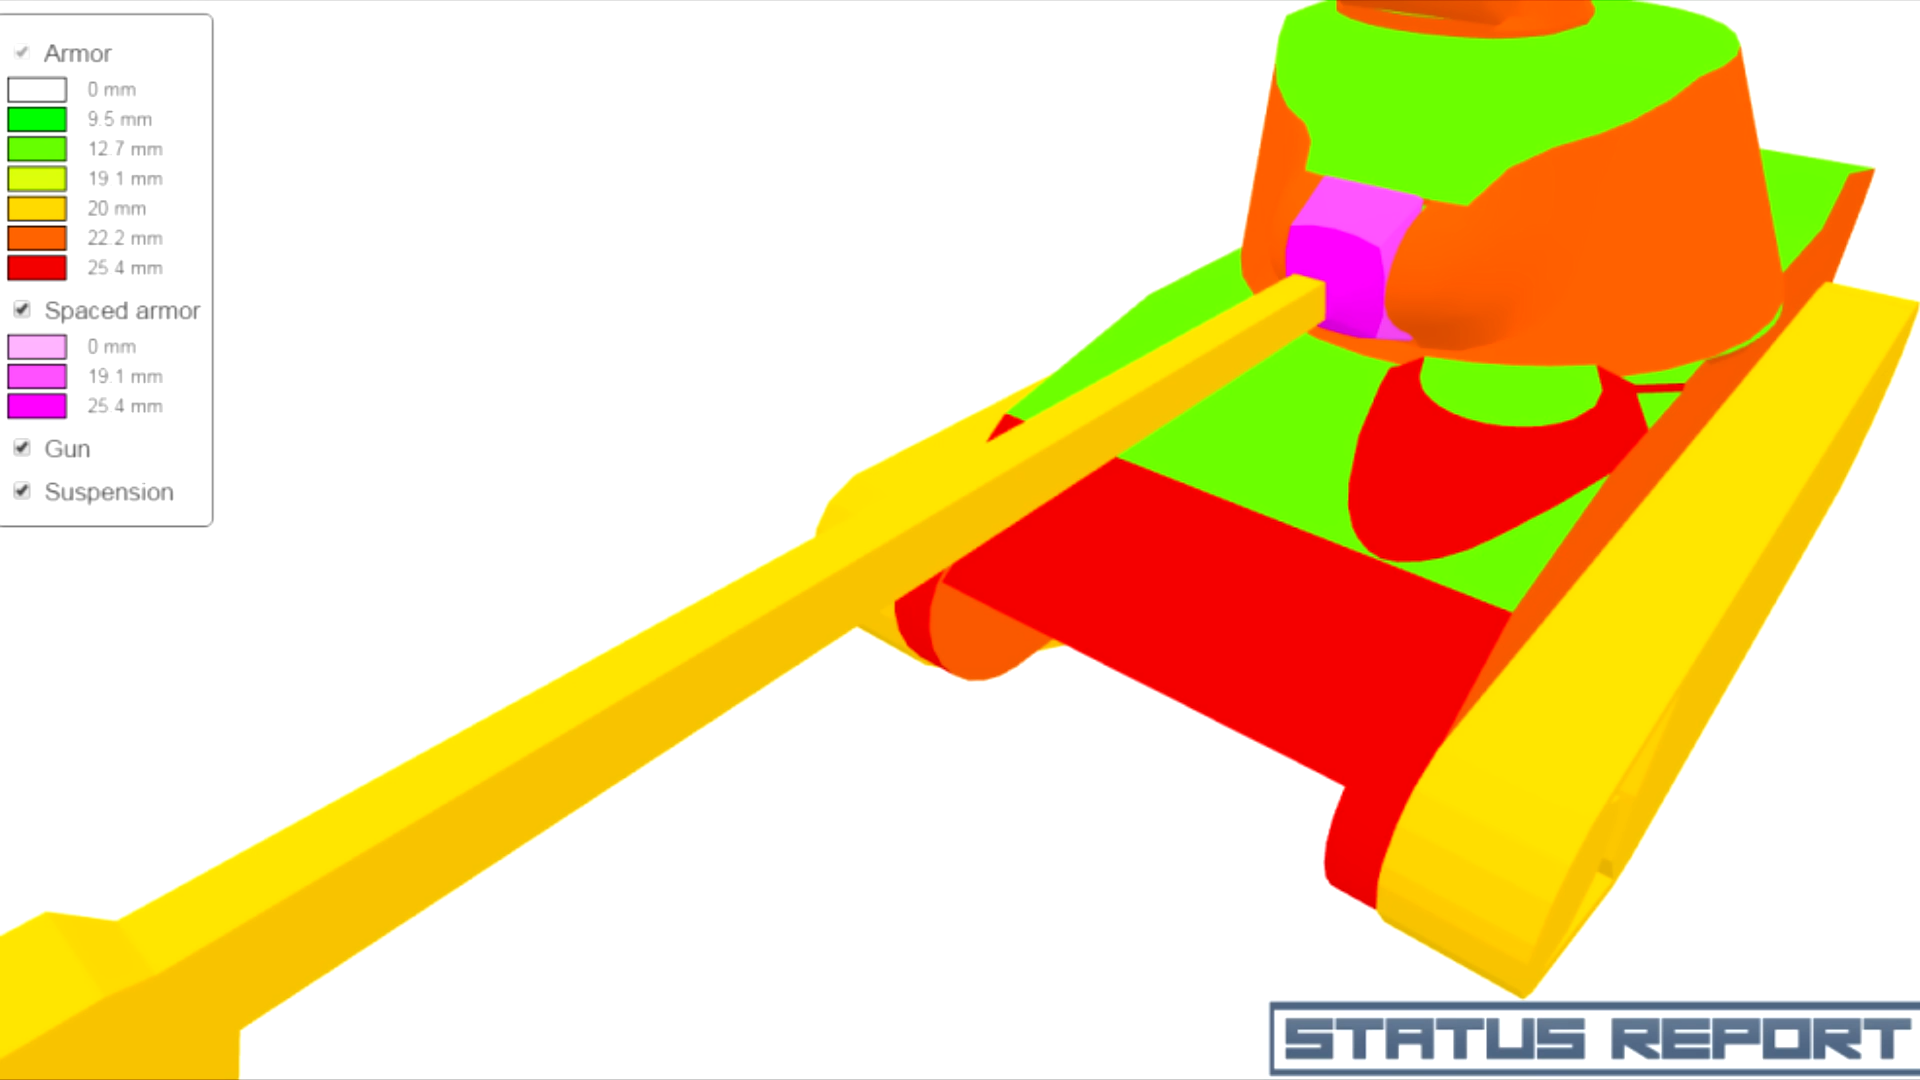 Armor
0 mm
9.5 mm
12.7 mm
19 1 mm
20 mm
22.2 mm
25 4 mm
Spaced armor
0 mm
19.1 mm
25 4 mm
Gun
Suspension
STATUS REPORT